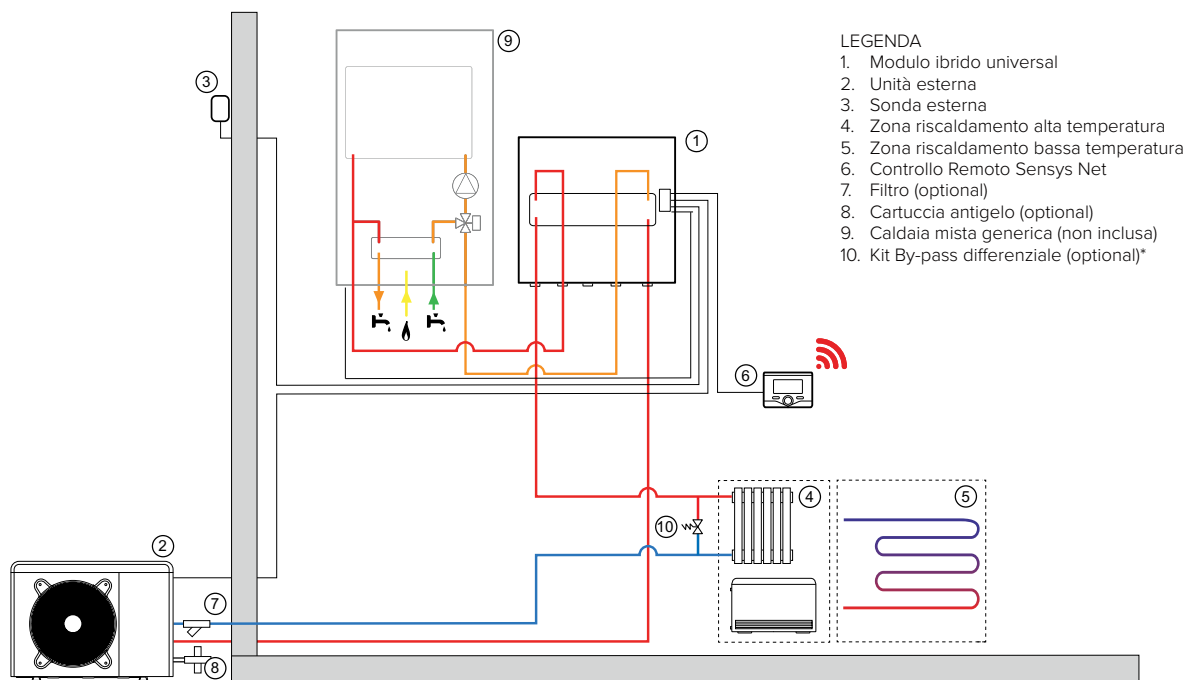 LEGENDA
1. Modulo ibrido universal
2. Unità esterna
3. Sonda esterna
4. Zona riscaldamento alta temperatura
5. Zona riscaldamento bassa temperatura
6. Controllo Remoto Sensys Net
7. Filtro (optional)
8. Cartuccia antigelo (optional)
9. Caldaia mista generica (non inclusa)
10. Kit By-pass differenziale (optional)*
9
3
1
6
4
5
10
2
7
8